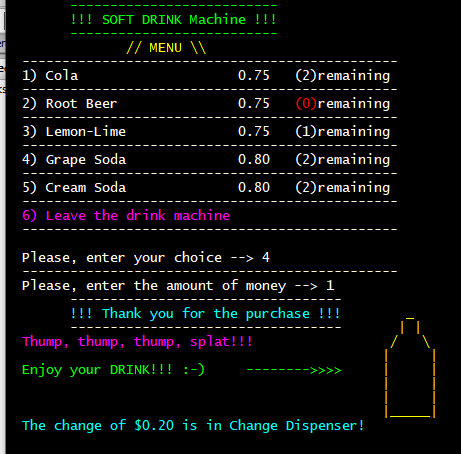 !!! SOFT DRINK Machine !!!
// MENU \\
1) Cola 0.75 (2)remaining
2) Root Beer 0.75 (0)remaining
3) Lemon-Lime 0.75 (1)remaining
4) Grape Soda 0.80 (2)remaining
5) Cream Soda 0.80 (2)remaining
6) Leave the drink machine
Please, enter your choice --> 4
Please, enter the amount of money --> 1
!!! Thank you for the purchase !!!
Thump, thump, thump, splat!!!
Enjoy your DRINK!!! :-) -------->>>>
The change of $0.20 is in Change Dispenser!